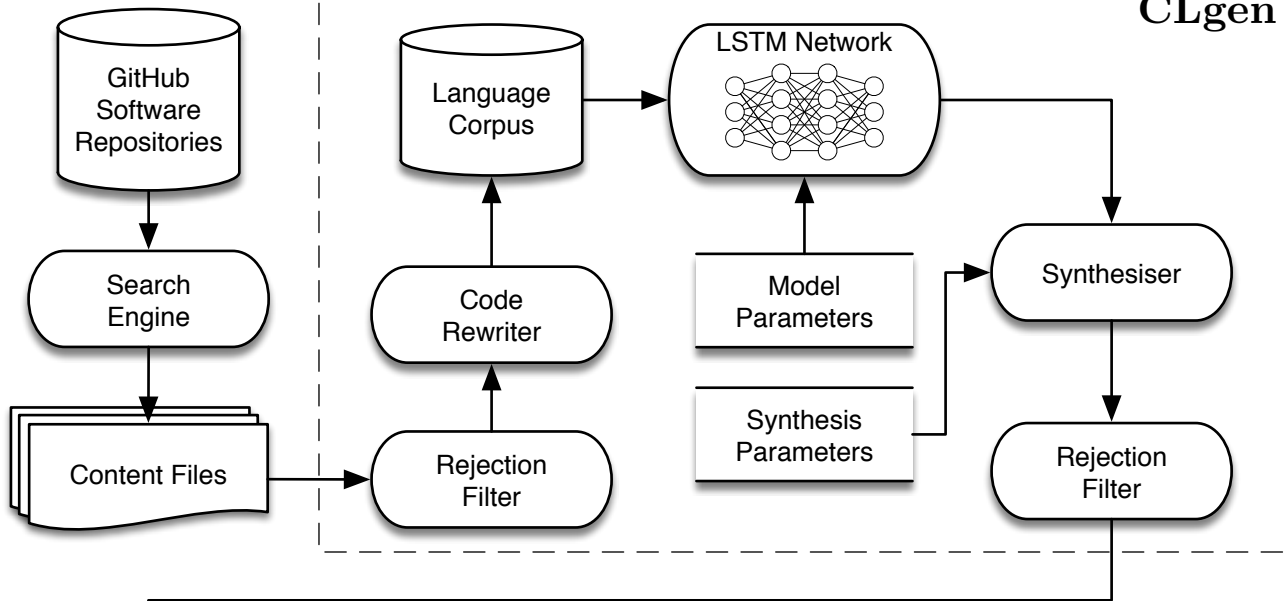 CLgen
GitHub
Software
Repositories
Search
Engine
Content Files
Language
Corpus
Code
Rewriter
Rejection
Filter
LSTM Network
Model
Parameters
Synthesis
Parameters
Synthesiser
Rejection
Filter